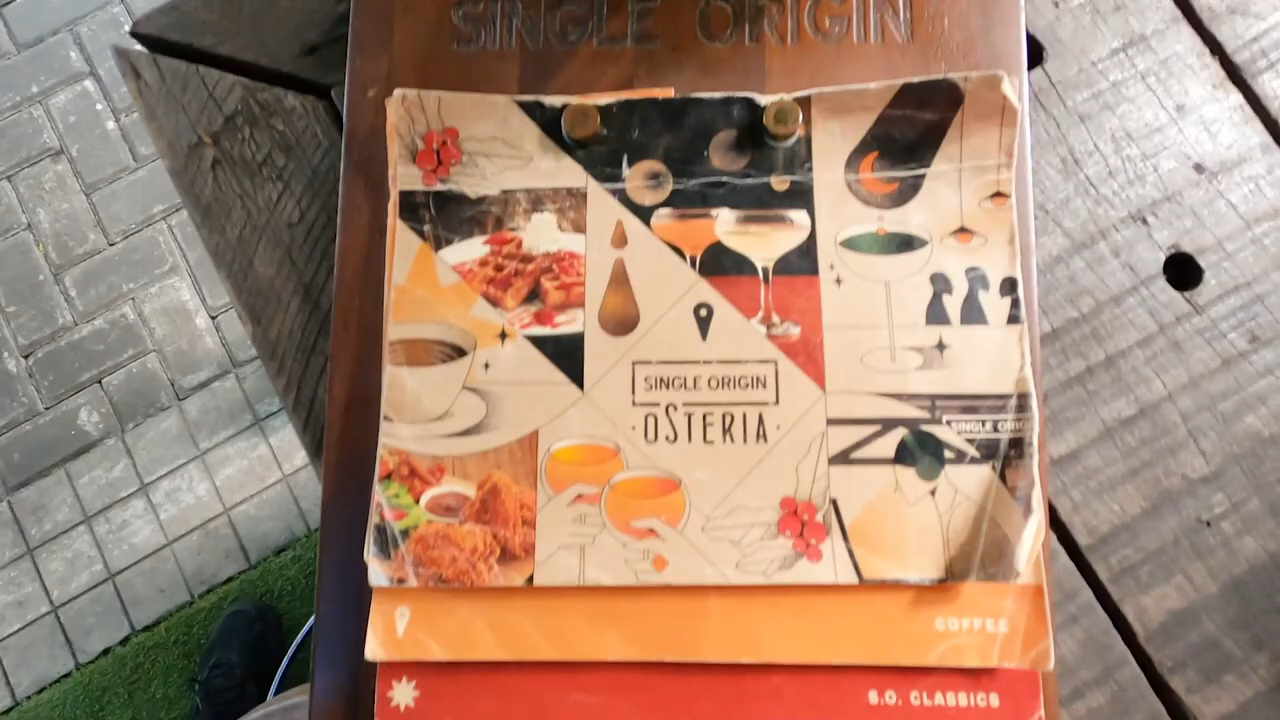 SINGLE ORIGIN
SINGLE ORIGIN
OSTERIA
SINGLE ORIGI
COFFEE
S.O. CLASSICS